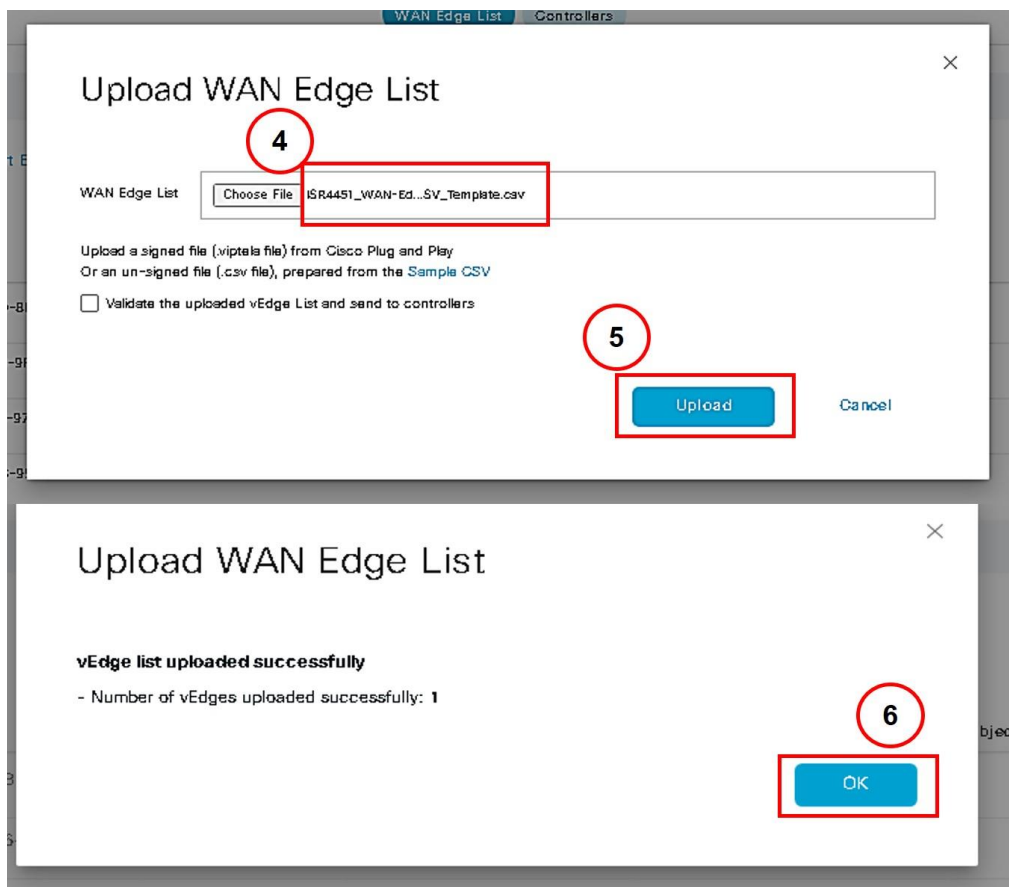 WAN Edge List Controllers
Upload WAN Edge List
4
WAN Edge List Choose File ISR4451_WAN-Ed...SV_Template.csv
Upload a signed file (.viptela file) from Cisco Plug and Play
Or an un-signed file (.csv file), prepared from the Sample CSV
Validate the uploaded vEdge List and send to controllers
5
Upload Cancel
Upload WAN Edge List
vEdge list uploaded successfully
- Number of vEdges uploaded successfully: 1
6
OK